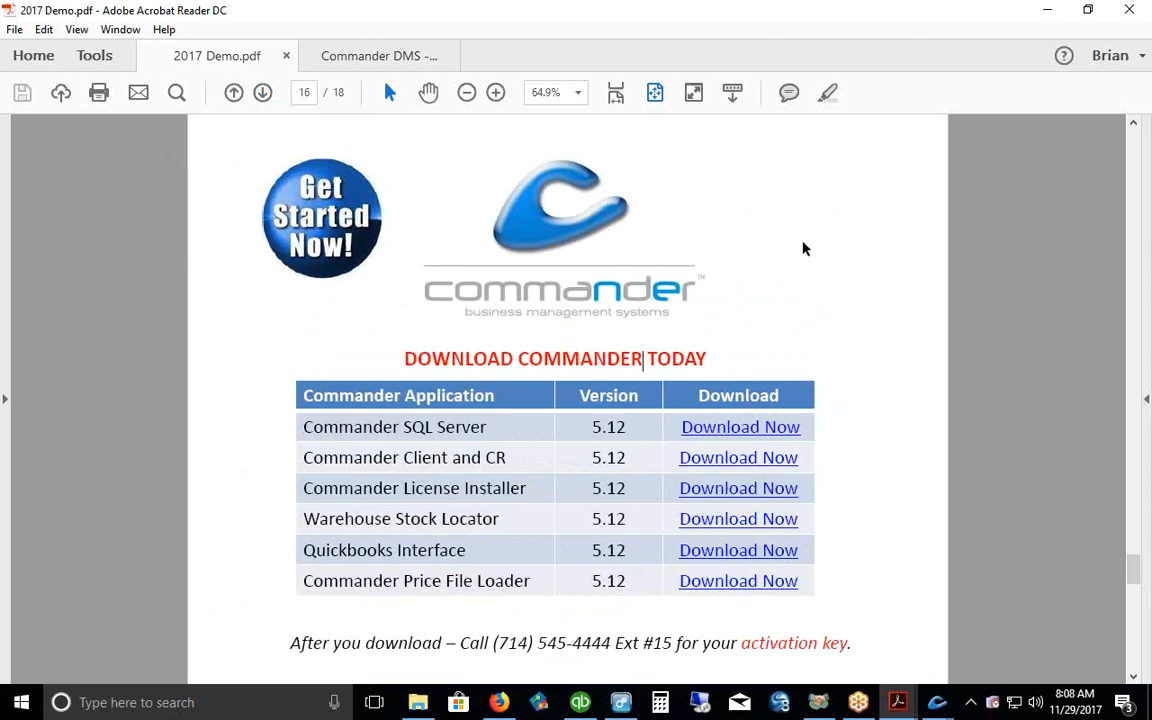 2017 Demo.pdf - Adobe Acrobat Reader DC
File Edit View Window Help
Home Tools 2017 Demo.pdf × Commander DMS -... ? Brian
16 / 18 64.9%
Get
Started
Now!
commander™
business management systems
DOWNLOAD COMMANDER TODAY
Commander Application Version Download
Commander SQL Server 5.12 Download Now
Commander Client and CR 5.12 Download Now
Commander License Installer 5.12 Download Now
Warehouse Stock Locator 5.12 Download Now
Quickbooks Interface 5.12 Download Now
Commander Price File Loader 5.12 Download Now
After you download – Call (714) 545-4444 Ext #15 for your activation key.
Type here to search
8:08 AM
11/29/2017
3